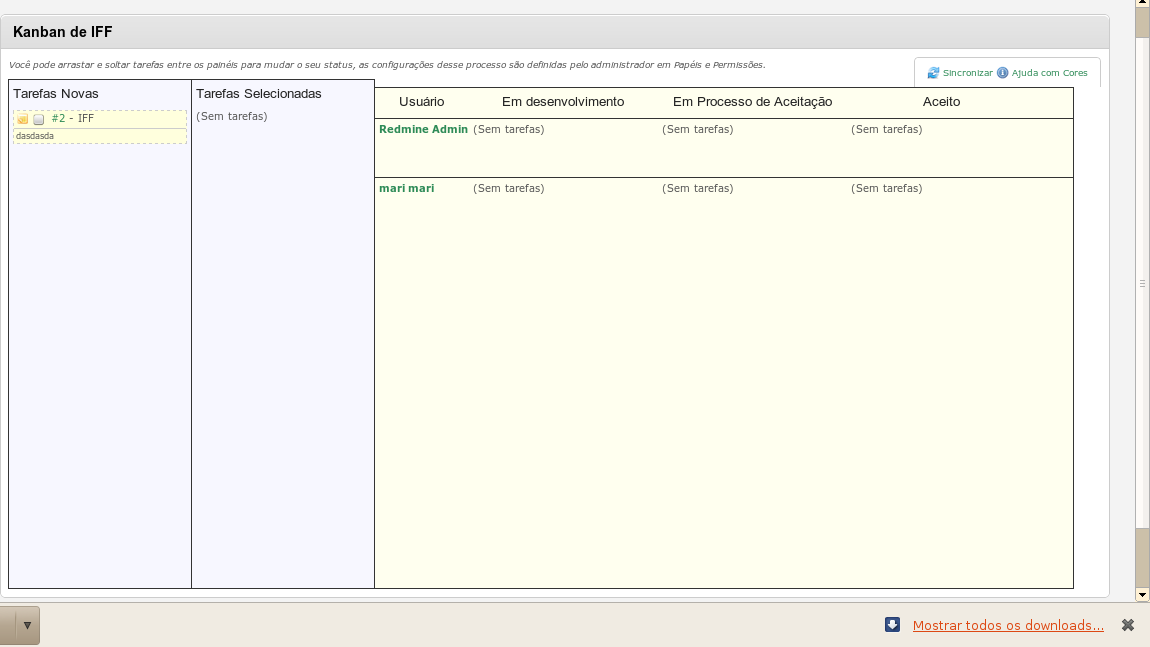 Kanban de IFF
Você pode arrastar e soltar tarefas entre os painéis para mudar o seu status, as configurações desse processo são definidas pelo administrador em Papéis e Permissões.
Sincronizar Ajuda com Cores
Tarefas Novas
#2 - IFF
dasdasda
Tarefas Selecionadas
(Sem tarefas)
Usuário Em desenvolvimento Em Processo de Aceitação Aceito
Redmine Admin (Sem tarefas) (Sem tarefas) (Sem tarefas)
mari mari (Sem tarefas) (Sem tarefas) (Sem tarefas)
Mostrar todos os downloads...